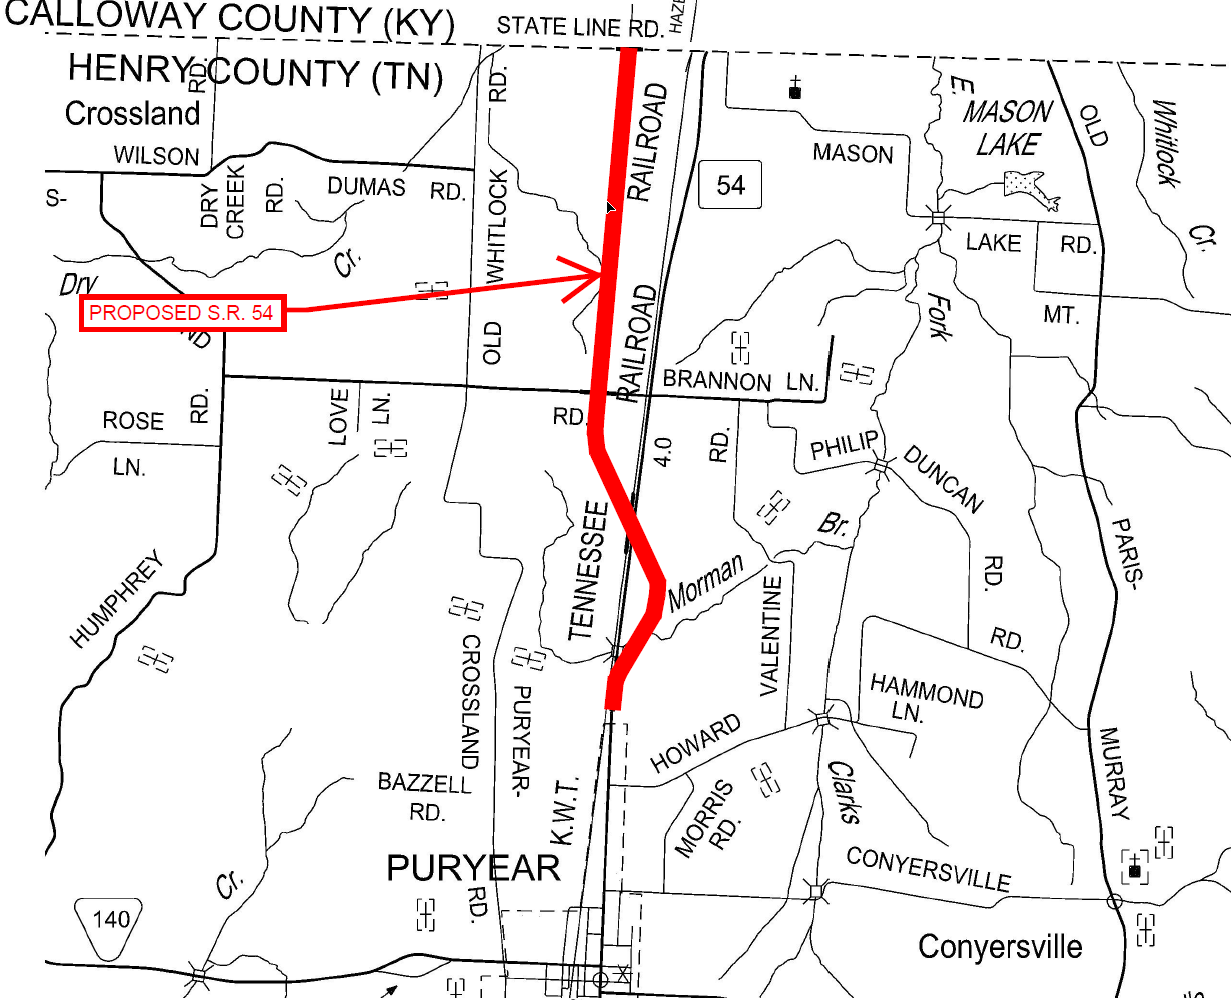 CALLOWAY COUNTY (KY)
STATE LINE RD.
HAZE
HENRY COUNTY (TN)
RD.
RD.
Crossland
WILSON
RAILROAD
E.
MASON
LAKE
OLD
Whitlock
Cr.
MASON
S-
DRY
CREEK
RD.
DUMAS RD.
WHITLOCK
OLD
54
LAKE RD.
Cr.
Dry
PROPOSED S.R. 54
ND
RAILROAD
Fork
MT.
BRANNON LN.
ROSE
LN.
RD.
LOVE
LN.
RD.
4.0
RD.
PHILIP
DUNCAN
RD.
Br.
PARIS-
TENNESSEE
Morman
HUMPHREY
VALENTINE
RD.
CROSSLAND
PURYEAR-
HAMMOND
LN.
HOWARD
MURRAY
BAZZELL
RD.
K.W.T.
MORRIS
RD.
Clarks
PURYEAR
RD.
CONYERSVILLE
Cr.
140
Conyersville